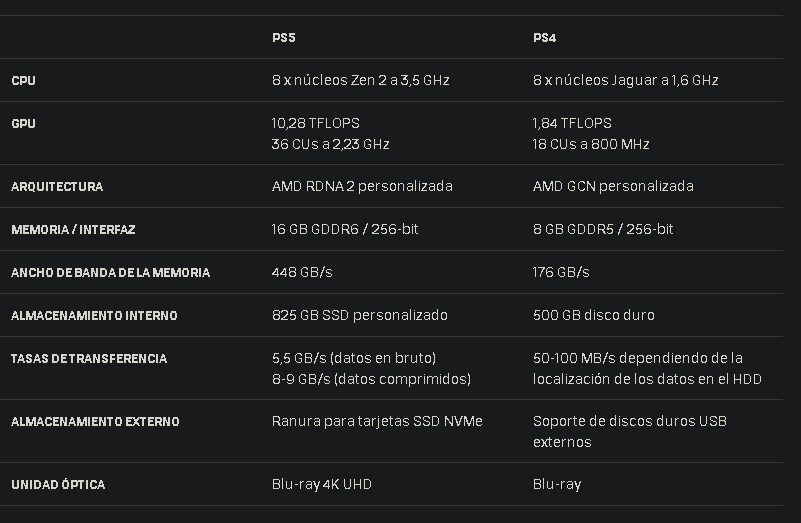 PS5 PS4
CPU 8 x núcleos Zen 2 a 3,5 GHz 8 x núcleos Jaguar a 1,6 GHz
GPU 10,28 TFLOPS 1,84 TFLOPS
36 CUs a 2,23 GHz 18 CUs a 800 MHz
ARQUITECTURA AMD RDNA 2 personalizada AMD GCN personalizada
MEMORIA / INTERFAZ 16 GB GDDR6 / 256-bit 8 GB GDDR5 / 256-bit
ANCHO DE BANDA DE LA MEMORIA 448 GB/s 176 GB/s
ALMACENAMIENTO INTERNO 825 GB SSD personalizado 500 GB disco duro
TASAS DE TRANSFERENCIA 5,5 GB/s (datos en bruto) 50-100 MB/s dependiendo de la
8-9 GB/s (datos comprimidos) localización de los datos en el HDD
ALMACENAMIENTO EXTERNO Ranura para tarjetas SSD NVMe Soporte de discos duros USB
externos
UNIDAD ÓPTICA Blu-ray 4K UHD Blu-ray